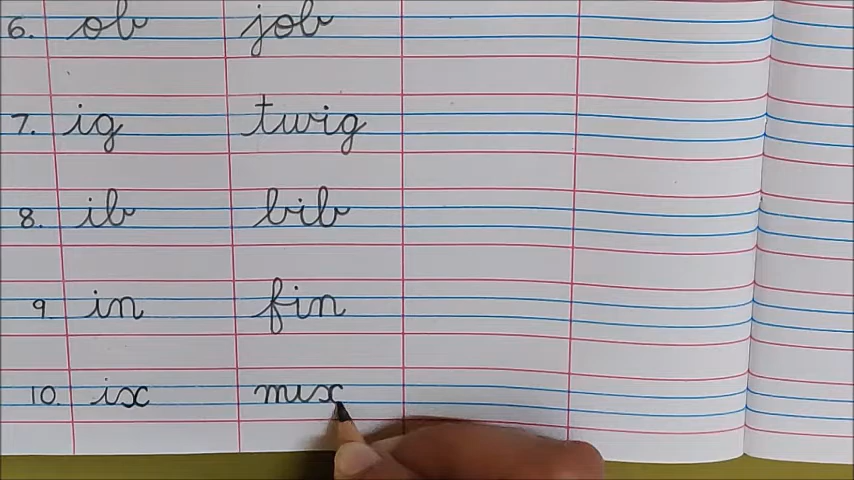 6. ob job
7. ig twig
8. ib bib
9 in fin
10. ix mix